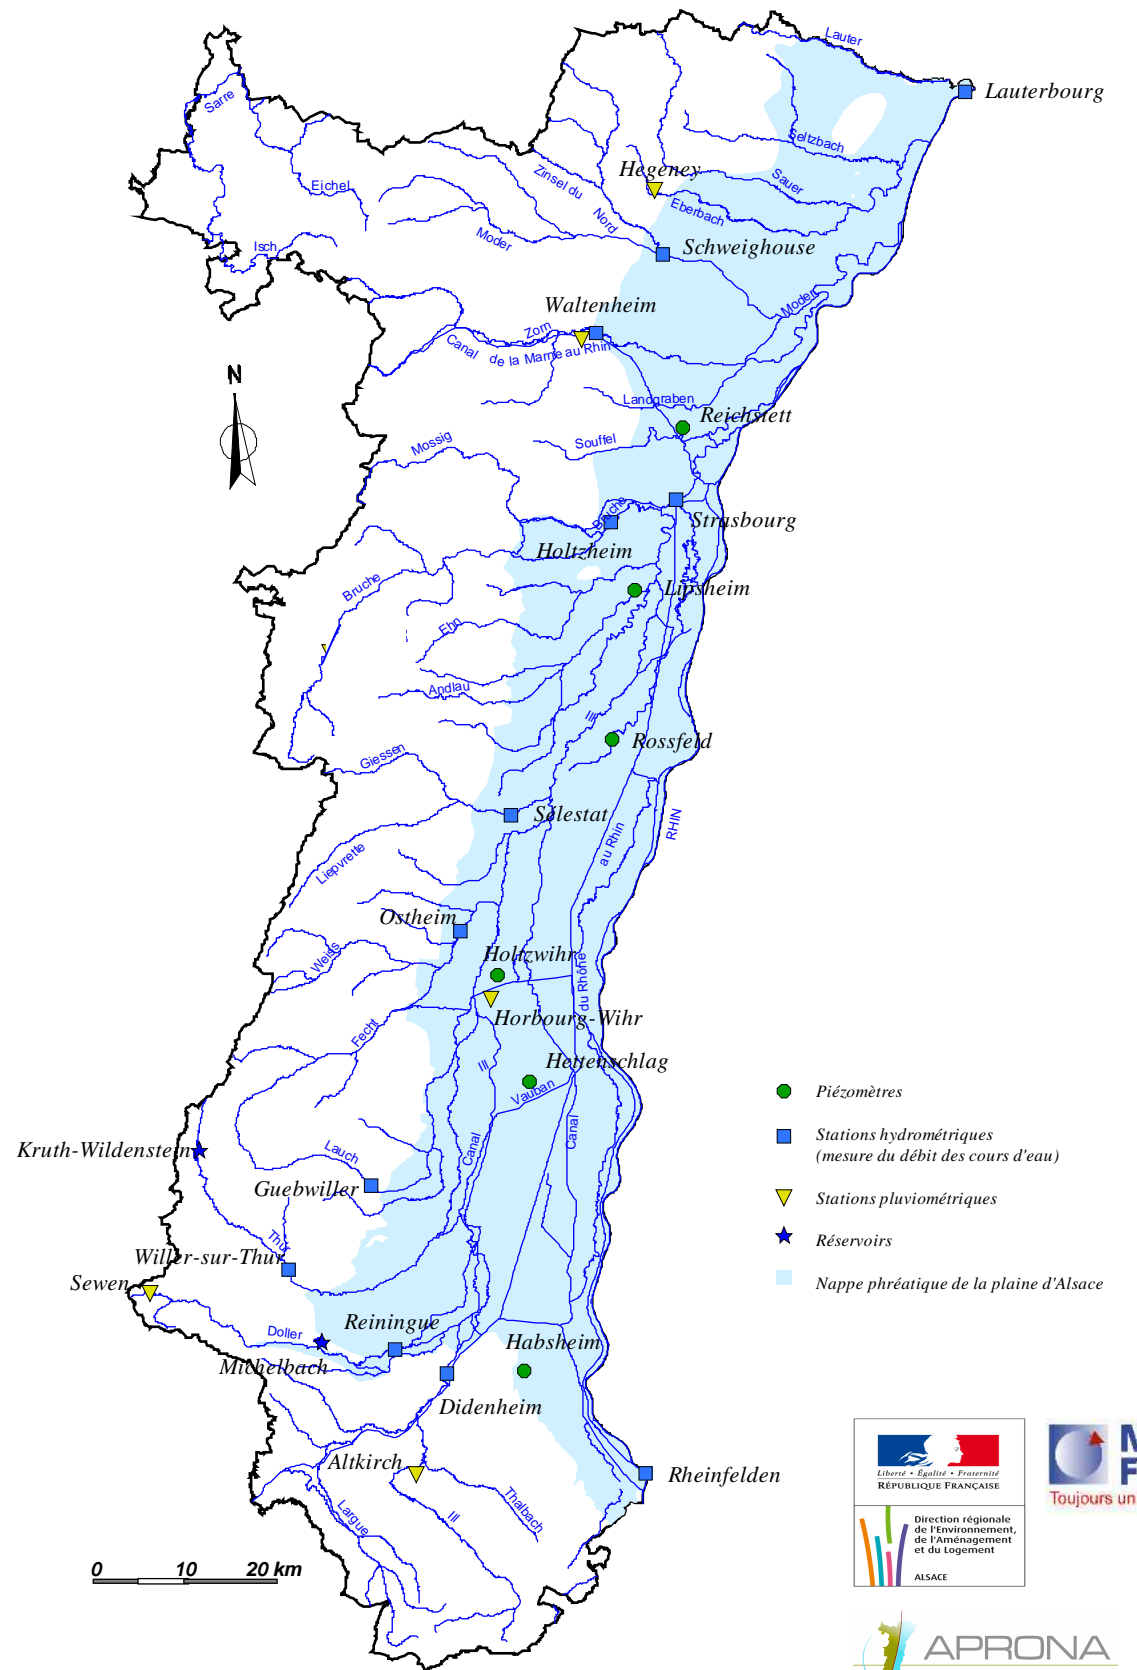 Lauter
Lauterbourg
Sarre
Seltzbach
Hegeney
Zinsel du Nord
Sauer
Eichel
Eberbach
Moder
Isch
Schweighouse
Moder
Waltenheim
Zorn
Canal de la Marne au Rhin
N
Landgraben
Reichstett
Mossig
Souffel
Bruche
Strasbourg
Holtzheim
Bruche
Lipsheim
Ehn
Andlau
Ill
Rossfeld
Giessen
Sélestat
RHIN
au Rhin
Liepvrette
Ostheim
Weiss
Holtzwihr
du Rhône
Horbourg-Wihr
Fecht
Ill
Hettenschlag
Vauban
Piézomètres
Canal
Canal
Stations hydrométriques
(mesure du débit des cours d'eau)
Kruth-Wildenstein
Lauch
Guebwiller
Stations pluviométriques
Thur
Réservoirs
Willer-sur-Thur
Sewen
Nappe phréatique de la plaine d'Alsace
Doller
Reiningue
Habsheim
Michelbach
Didenheim
Altkirch
Rheinfelden
Thalbach
Largue
Ill
0 10 20 km
Liberté • Égalité • Fraternité
RÉPUBLIQUE FRANÇAISE
Toujours un
Direction régionale
de l'Environnement,
de l'Aménagement
et du Logement
ALSACE
APRONA